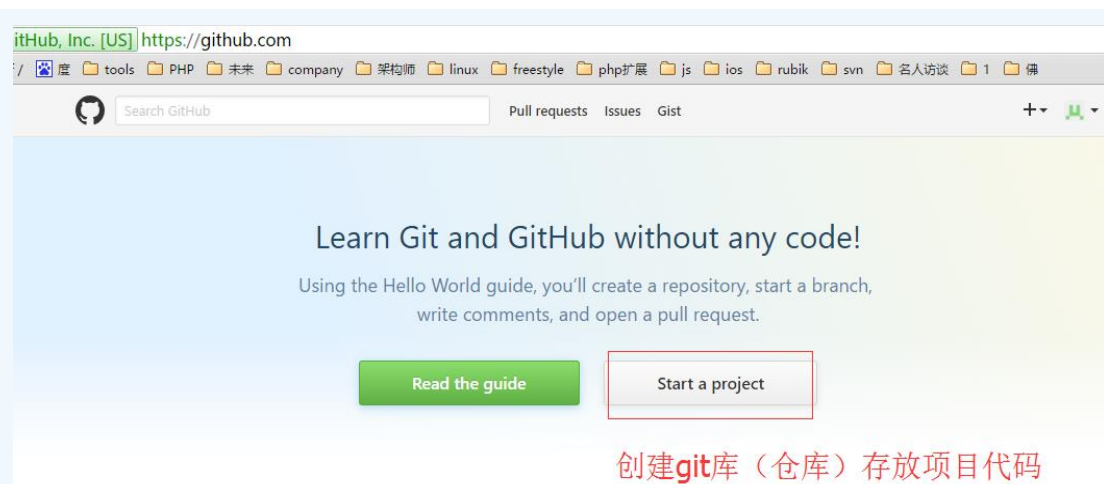 itHub, Inc. [US] https://github.com
/ 度 tools PHP 未来 company 架构师 linux freestyle php扩展 js ios rubik svn 名人访谈 1 佛
Search GitHub Pull requests Issues Gist
Learn Git and GitHub without any code!
Using the Hello World guide, you'll create a repository, start a branch,
write comments, and open a pull request.
Read the guide Start a project
创建git库（仓库）存放项目代码